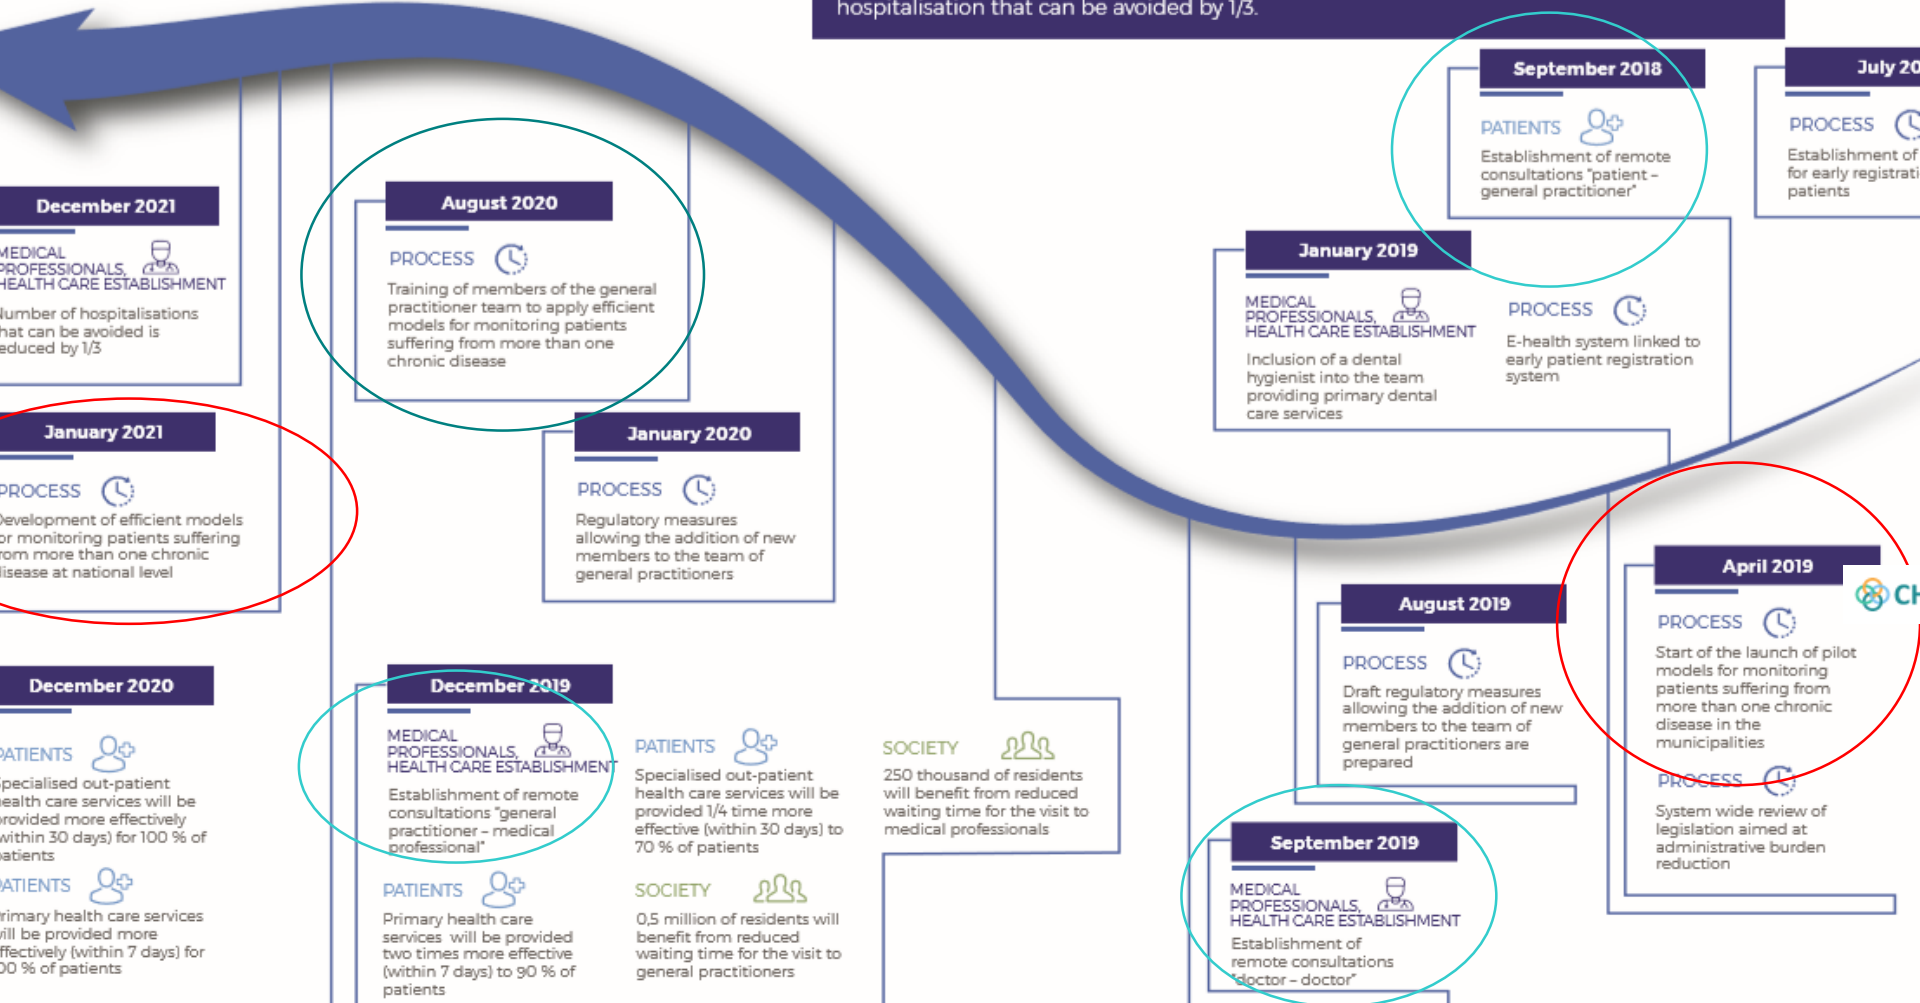 hospitalisation that can be avoided by 1/3.
September 2018
PATIENTS
Establishment of remote
consultations "patient –
general practitioner"
July 20
PROCESS
Establishment of
for early registrati
patients
January 2019
MEDICAL
PROFESSIONALS,
HEALTH CARE ESTABLISHMENT
Inclusion of a dental
hygienist into the team
providing primary dental
care services
PROCESS
E-health system linked to
early patient registration
system
December 2021
MEDICAL
PROFESSIONALS,
HEALTH CARE ESTABLISHMENT
Number of hospitalisations
that can be avoided is
reduced by 1/3
August 2020
PROCESS
Training of members of the general
practitioner team to apply efficient
models for monitoring patients
suffering from more than one
chronic disease
January 2021
PROCESS
Development of efficient models
for monitoring patients suffering
from more than one chronic
disease at national level
January 2020
PROCESS
Regulatory measures
allowing the addition of new
members to the team of
general practitioners
April 2019
CH
PROCESS
Start of the launch of pilot
models for monitoring
patients suffering from
more than one chronic
disease in the
municipalities
PROCESS
System wide review of
legislation aimed at
administrative burden
reduction
August 2019
PROCESS
Draft regulatory measures
allowing the addition of new
members to the team of
general practitioners are
prepared
December 2020
PATIENTS
Specialised out-patient
health care services will be
provided more effectively
(within 30 days) for 100 % of
patients
PATIENTS
Primary health care services
will be provided more
effectively (within 7 days) for
100 % of patients
December 2019
MEDICAL
PROFESSIONALS,
HEALTH CARE ESTABLISHMENT
Establishment of remote
consultations "general
practitioner – medical
professional"
PATIENTS
Primary health care
services will be provided
two times more effective
(within 7 days) to 90 % of
patients
PATIENTS
Specialised out-patient
health care services will be
provided 1/4 time more
effective (within 30 days) to
70 % of patients
SOCIETY
0,5 million of residents will
benefit from reduced
waiting time for the visit to
general practitioners
SOCIETY
250 thousand of residents
will benefit from reduced
waiting time for the visit to
medical professionals
September 2019
MEDICAL
PROFESSIONALS,
HEALTH CARE ESTABLISHMENT
Establishment of
remote consultations
"doctor – doctor"